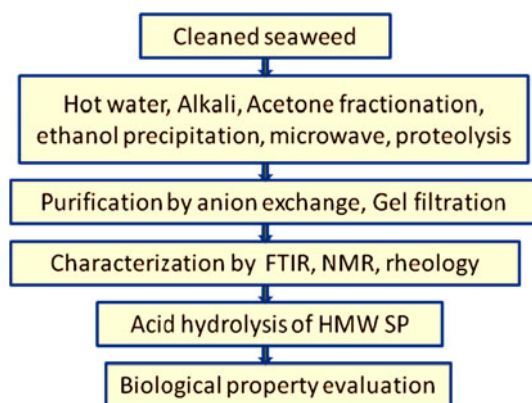 Cleaned seaweed
Hot water, Alkali, Acetone fractionation,
ethanol precipitation, microwave, proteolysis
Purification by anion exchange, Gel filtration
Characterization by FTIR, NMR, rheology
Acid hydrolysis of HMW SP
Biological property evaluation